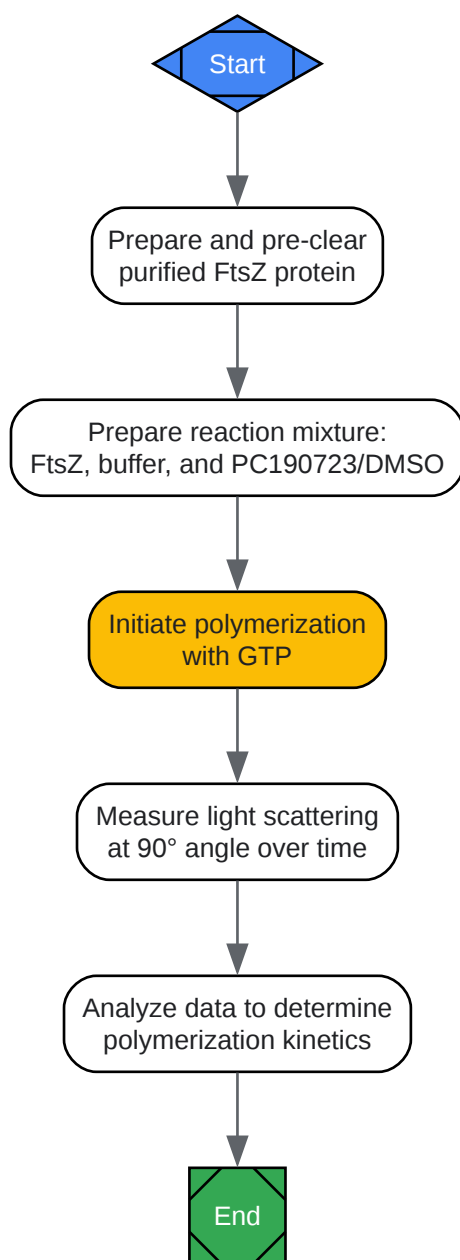 Start
Prepare and pre-clear
purified FtsZ protein
Prepare reaction mixture:
FtsZ, buffer, and PC190723/DMSO
Initiate polymerization
with GTP
Measure light scattering
at 90° angle over time
Analyze data to determine
polymerization kinetics
End